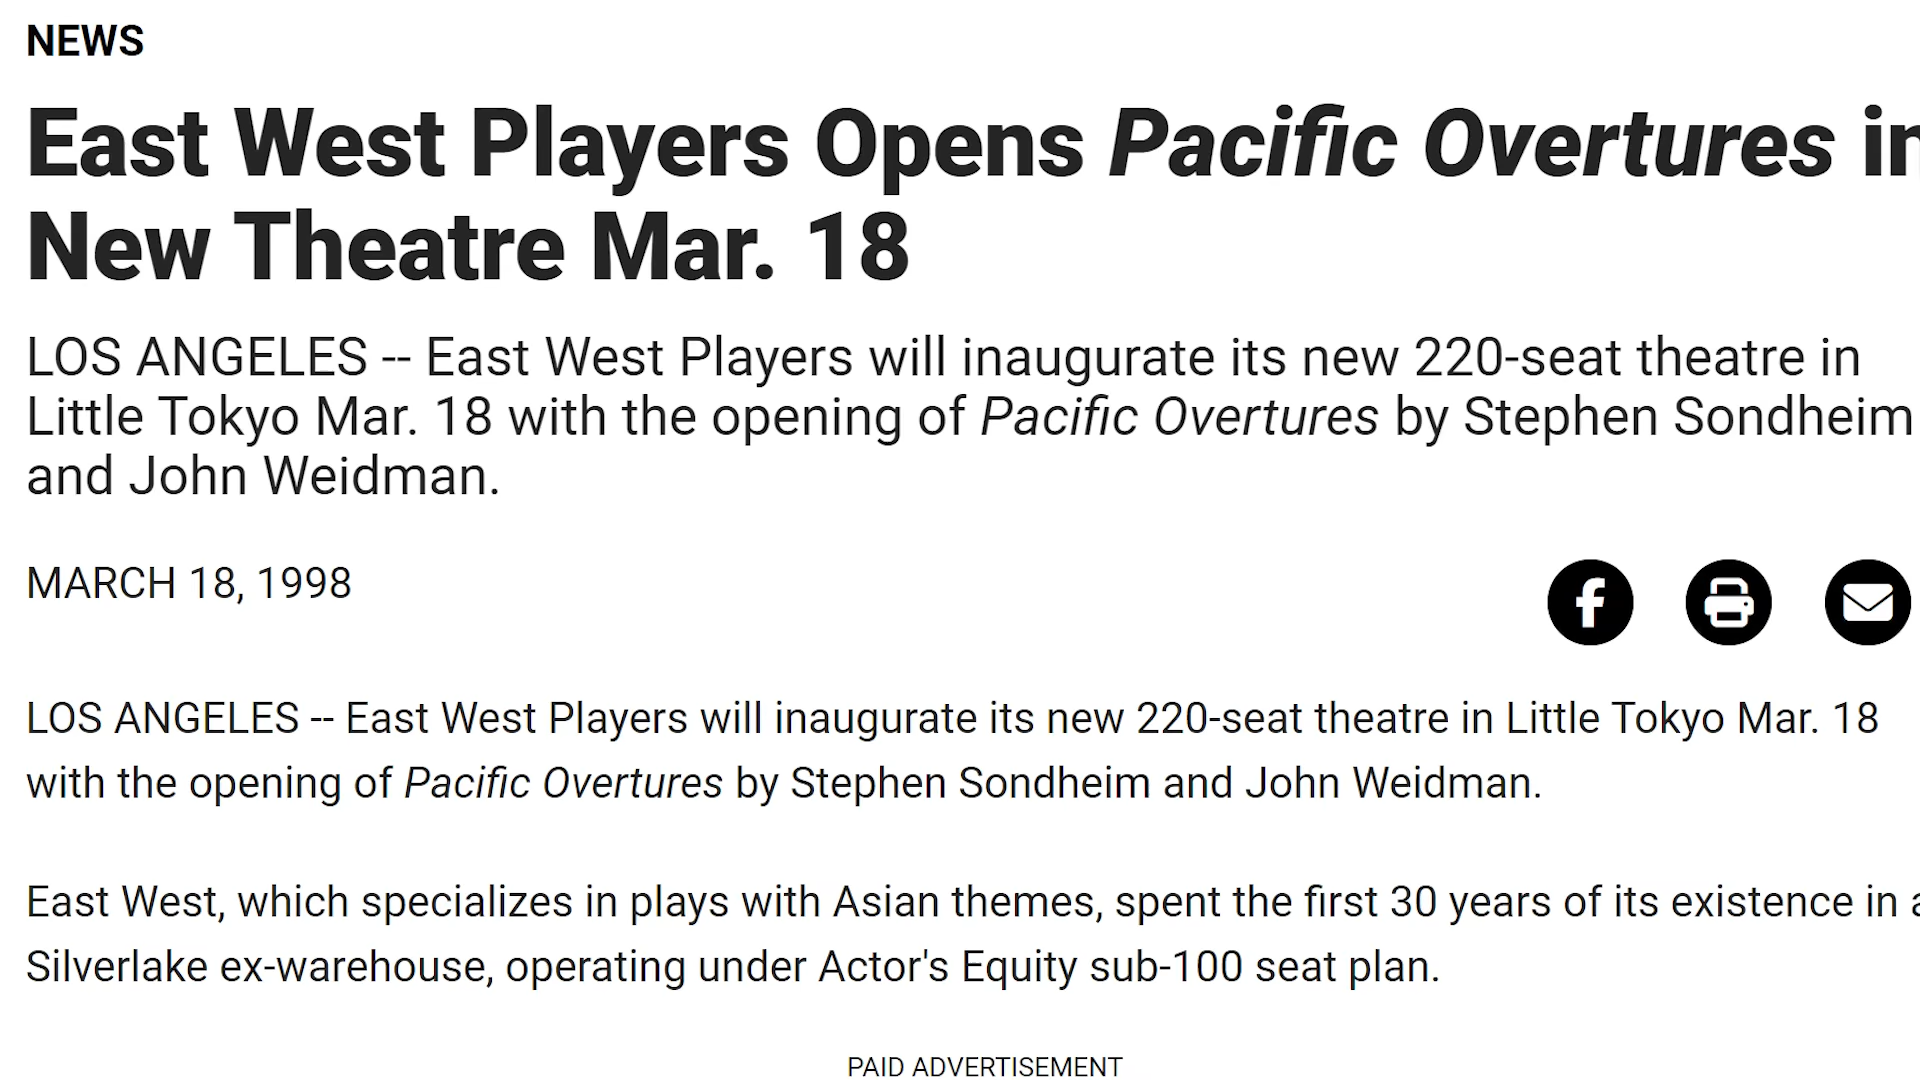 NEWS
East West Players Opens Pacific Overtures in
New Theatre Mar. 18
LOS ANGELES -- East West Players will inaugurate its new 220-seat theatre in
Little Tokyo Mar. 18 with the opening of Pacific Overtures by Stephen Sondheim
and John Weidman.
MARCH 18, 1998
LOS ANGELES -- East West Players will inaugurate its new 220-seat theatre in Little Tokyo Mar. 18
with the opening of Pacific Overtures by Stephen Sondheim and John Weidman.
East West, which specializes in plays with Asian themes, spent the first 30 years of its existence in a
Silverlake ex-warehouse, operating under Actor's Equity sub-100 seat plan.
PAID ADVERTISEMENT